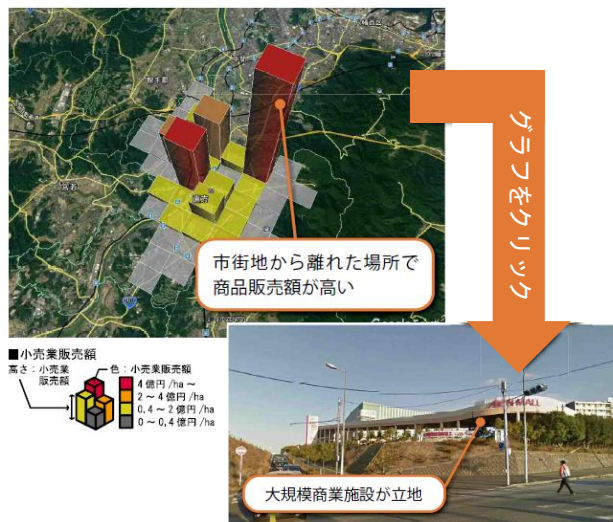 市街地から離れた場所で
商品販売額が高い
グラフをクリック
直方
■小売業販売額
高さ：小売業
販売額
色：小売業販売額
4億円/ha～
2～4億円/ha
0.4～2億円/ha
0～0.4億円/ha
大規模商業施設が立地